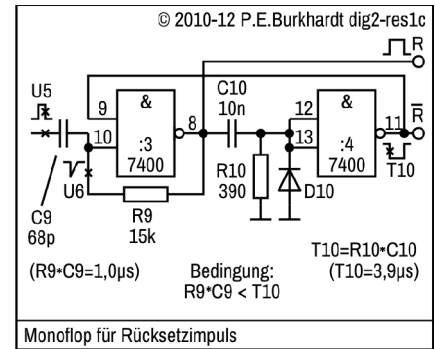 © 2010-12 P.E.Burkhardt dig2-res1c
R
U5
C10
10n
9
&
8
12
&
11
R
10
:3
7400
13
:4
7400
T10
U6
R10
390
D10
C9
68p
R9
15k
T10=R10*C10
(R9*C9=1,0µs)
Bedingung:
(T10=3,9µs)
R9*C9 < T10
Monoflop für Rücksetzimpuls